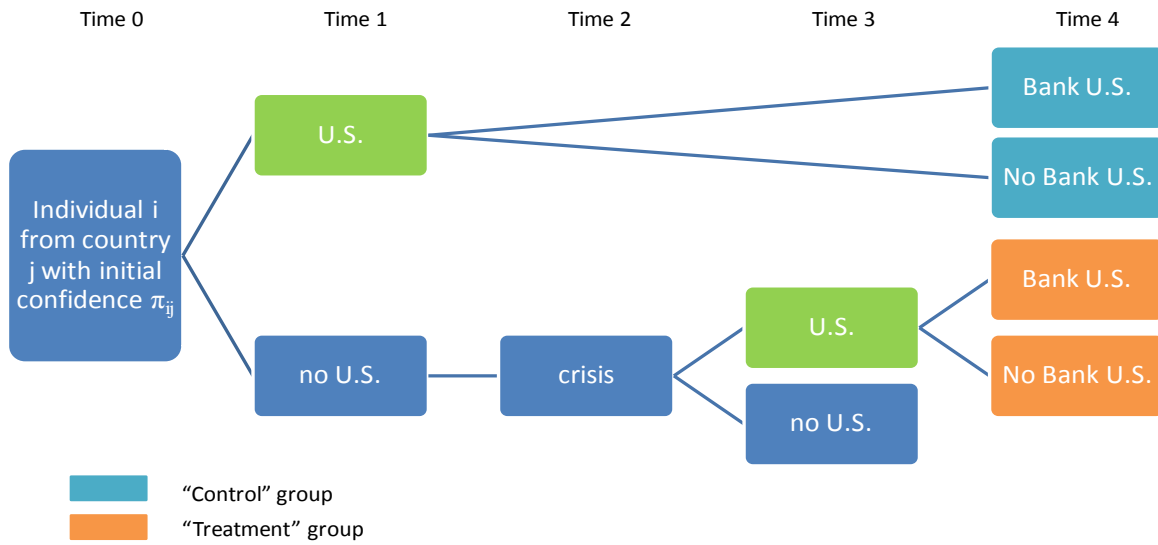 Time 0
Time 1
Time 2
Time 3
Time 4
Individual i
from country
j with initial
confidence πij
U.S.
Bank U.S.
No Bank U.S.
no U.S.
crisis
U.S.
no U.S.
Bank U.S.
No Bank U.S.
“Control” group
“Treatment” group